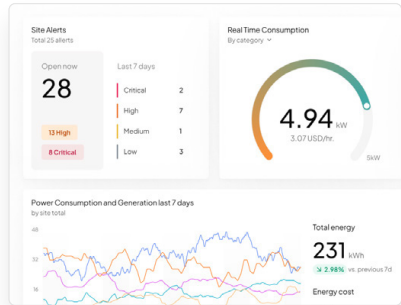 Site Alerts
Total 25 allerts
Open now
28
13 High
8 Critical
Last 7 days
Critical 2
High 7
Medium 1
Low 3
Real Time Consumption
By category
4.94 kW
3.07 USD/hr.
5kW
Power Consumption and Generation last 7 days
by site total
48
32
16
Total energy
231 kWh
2.98% vs. previous 7d
Energy cost